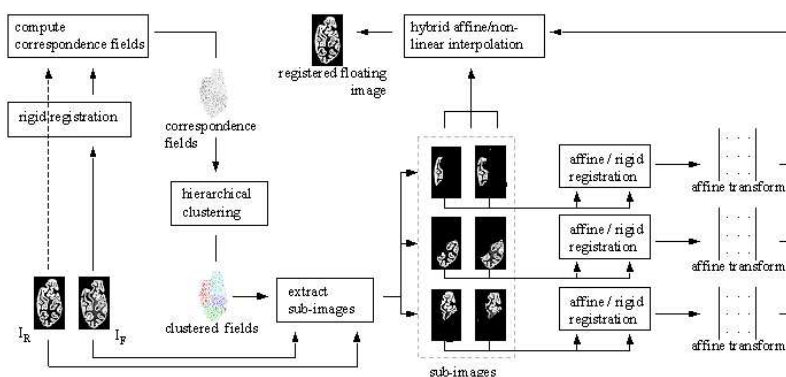 compute
correspondence fields
rigid registration
correspondence
fields
hierarchical
clustering
clustered fields
I_R
I_F
extract
sub-images
registered floating
image
hybrid affine/non-
linear interpolation
sub-images
affine / rigid
registration
affine transform
affine / rigid
registration
affine transform
affine / rigid
registration
affine transform